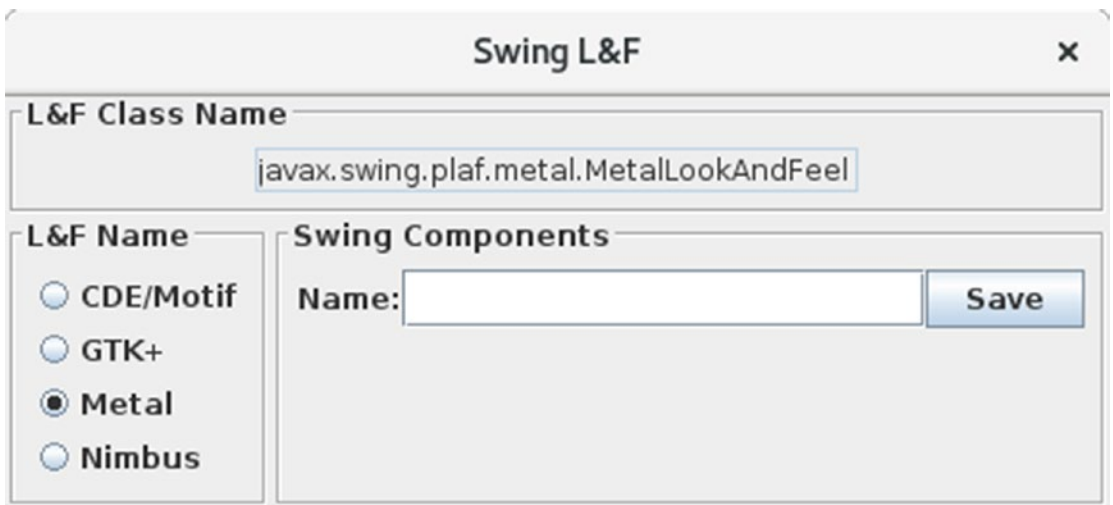 Swing L&F
L&F Class Name
javax.swing.plaf.metal.MetalLookAndFeel
L&F Name
CDE/Motif
GTK+
Metal
Nimbus
Swing Components
Name:
Save